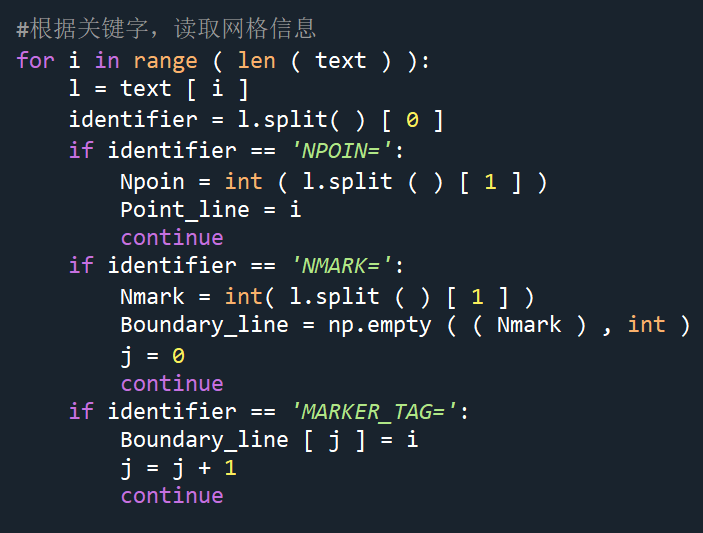 #根据关键字，读取网格信息
for i in range ( len ( text ) ):
    l = text [ i ]
    identifier = l.split( ) [ 0 ]
    if identifier == 'NPOIN=':
        Npoin = int ( l.split ( ) [ 1 ] )
        Point_line = i
        continue
    if identifier == 'NMARK=':
        Nmark = int( l.split ( ) [ 1 ] )
        Boundary_line = np.empty ( ( Nmark ) , int )
        j = 0
        continue
    if identifier == 'MARKER_TAG=':
        Boundary_line [ j ] = i
        j = j + 1
        continue